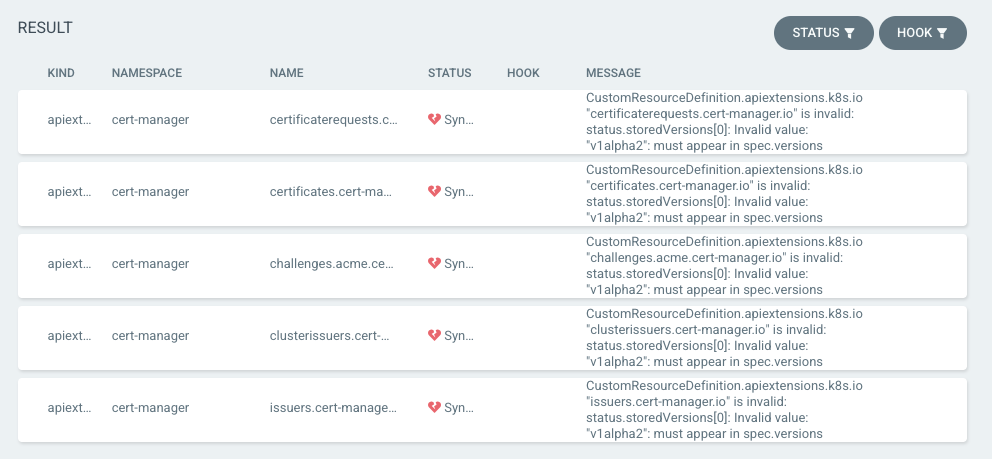 RESULT
STATUS
HOOK
KIND NAMESPACE NAME STATUS HOOK MESSAGE
apiext... cert-manager certificaterequests.c... Syn...
CustomResourceDefinition.apiextensions.k8s.io
"certificaterequests.cert-manager.io" is invalid:
status.storedVersions[0]: Invalid value:
"v1alpha2": must appear in spec.versions
apiext... cert-manager certificates.cert-ma... Syn...
CustomResourceDefinition.apiextensions.k8s.io
"certificates.cert-manager.io" is invalid:
status.storedVersions[0]: Invalid value:
"v1alpha2": must appear in spec.versions
apiext... cert-manager challenges.acme.ce... Syn...
CustomResourceDefinition.apiextensions.k8s.io
"challenges.acme.cert-manager.io" is invalid:
status.storedVersions[0]: Invalid value:
"v1alpha2": must appear in spec.versions
apiext... cert-manager clusterissuers.cert-... Syn...
CustomResourceDefinition.apiextensions.k8s.io
"clusterissuers.cert-manager.io" is invalid:
status.storedVersions[0]: Invalid value:
"v1alpha2": must appear in spec.versions
apiext... cert-manager issuers.cert-manage... Syn...
CustomResourceDefinition.apiextensions.k8s.io
"issuers.cert-manager.io" is invalid:
status.storedVersions[0]: Invalid value:
"v1alpha2": must appear in spec.versions